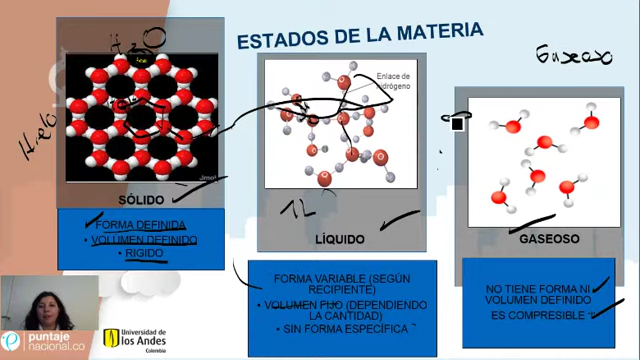 ESTADOS DE LA MATERIA
H₂O
Hielo
Gaseoso
Enlace de
hidrógeno
Jmol
SÓLIDO
• FORMA DEFINIDA
• VOLUMEN DEFINIDO
• RIGIDO
1L
LÍQUIDO
FORMA VARIABLE (SEGÚN
RECIPIENTE)
• VOLUMEN FIJO (DEPENDIENDO
LA CANTIDAD)
• SIN FORMA ESPECÍFICA
GASEOSO
NO TIENE FORMA NI
VOLUMEN DEFINIDO
ES COMPRESIBLE
puntaje
nacional.co
Universidad de
los Andes
Colombia